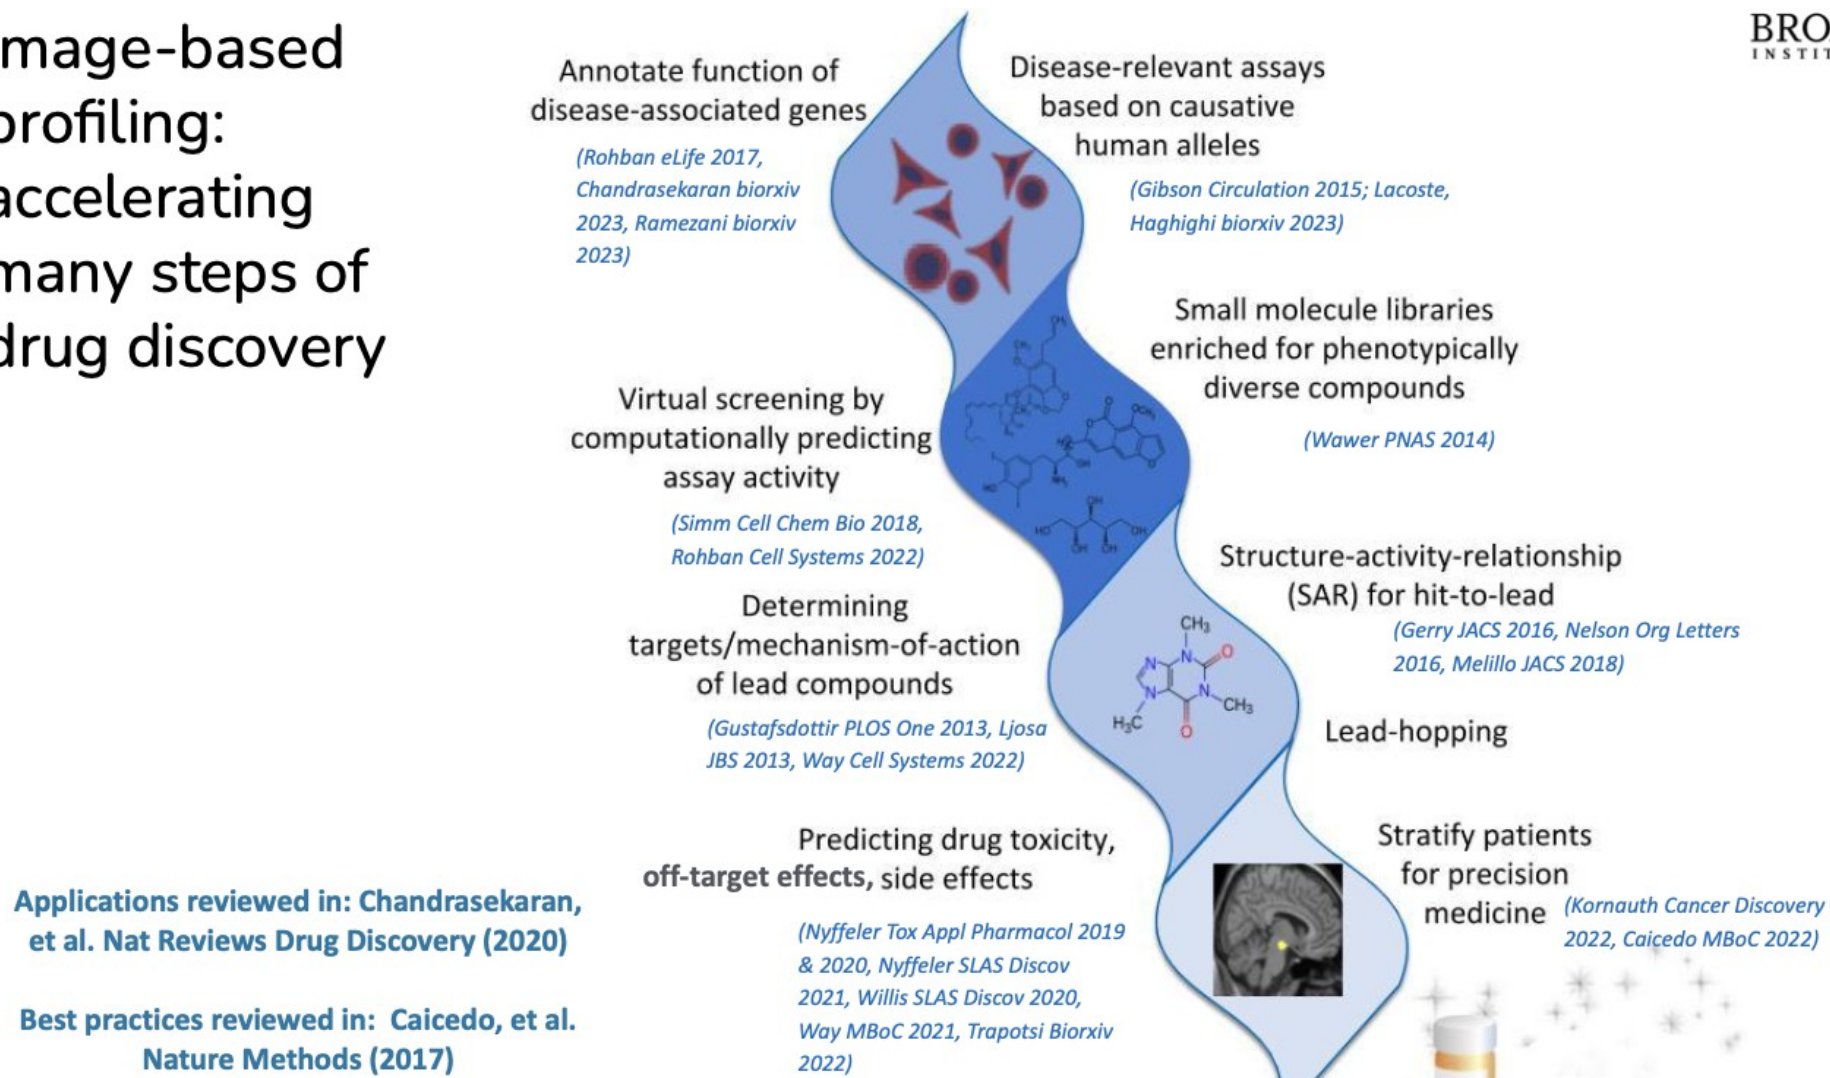 mage-based
profiling:
accelerating
many steps of
drug discovery
BRO
INSTIT
Annotate function of
disease-associated genes
(Rohban eLife 2017,
Chandrasekaran biorxiv
2023, Ramezani biorxiv
2023)
Disease-relevant assays
based on causative
human alleles
(Gibson Circulation 2015; Lacoste,
Haghighi biorxiv 2023)
Small molecule libraries
enriched for phenotypically
diverse compounds
(Wawer PNAS 2014)
Virtual screening by
computationally predicting
assay activity
(Simm Cell Chem Bio 2018,
Rohban Cell Systems 2022)
Structure-activity-relationship
(SAR) for hit-to-lead
(Gerry JACS 2016, Nelson Org Letters
2016, Melillo JACS 2018)
Determining
targets/mechanism-of-action
of lead compounds
(Gustafsdottir PLOS One 2013, Ljosa
JBS 2013, Way Cell Systems 2022)
CH₃
N N O
N N CH₃
H₃C O
Lead-hopping
Predicting drug toxicity,
off-target effects, side effects
(Nyffeler Tox Appl Pharmacol 2019
& 2020, Nyffeler SLAS Discov
2021, Willis SLAS Discov 2020,
Way MBoC 2021, Trapotsi Biorxiv
2022)
Stratify patients
for precision
medicine
(Kornauth Cancer Discovery
2022, Caicedo MBoC 2022)
Applications reviewed in: Chandrasekaran,
et al. Nat Reviews Drug Discovery (2020)
Best practices reviewed in: Caicedo, et al.
Nature Methods (2017)